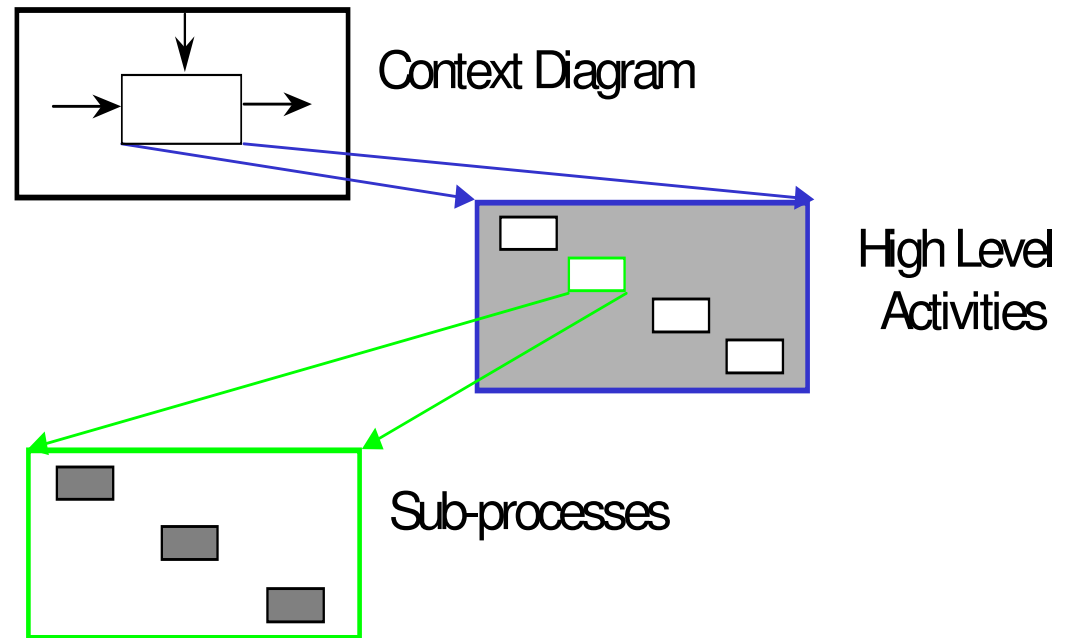 Context Diagram
High Level
Activities
Sub-processes